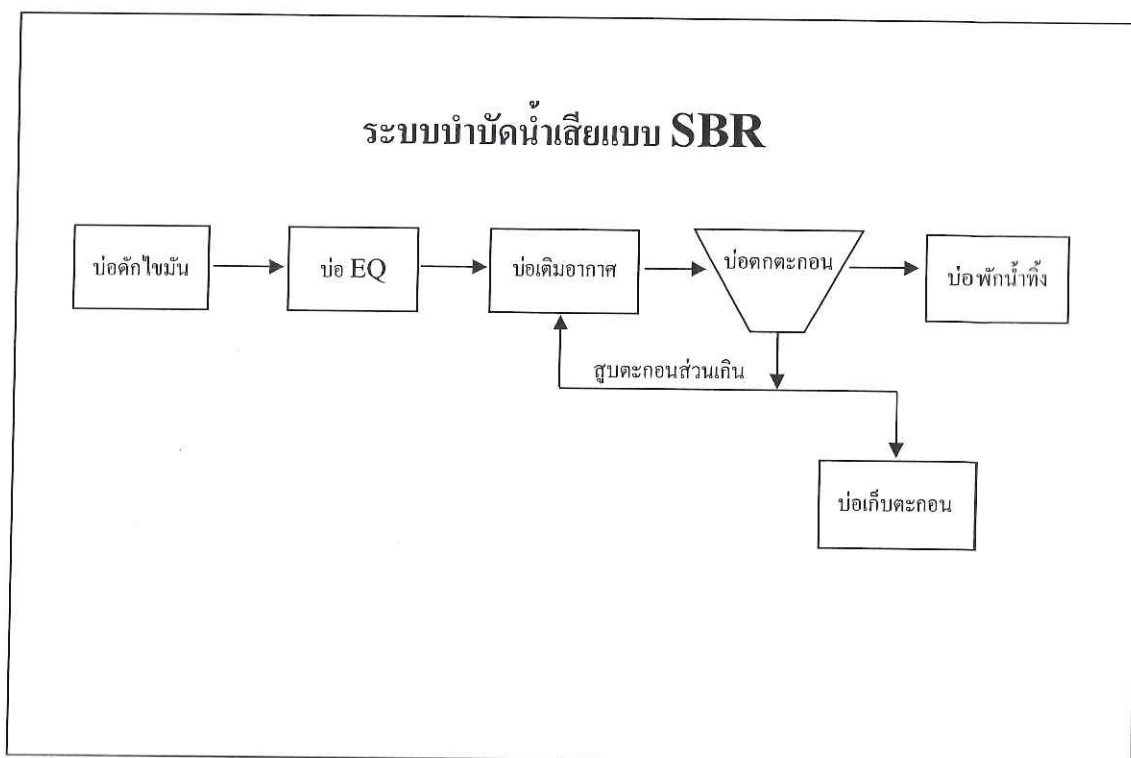 ระบบบำบัดน้ำเสียแบบ SBR
บ่อดักไขมัน
บ่อ EQ
บ่อเติมอากาศ
บ่อตกตะกอน
บ่อพักน้ำทิ้ง
สูบตะกอนส่วนเกิน
บ่อเก็บตะกอน